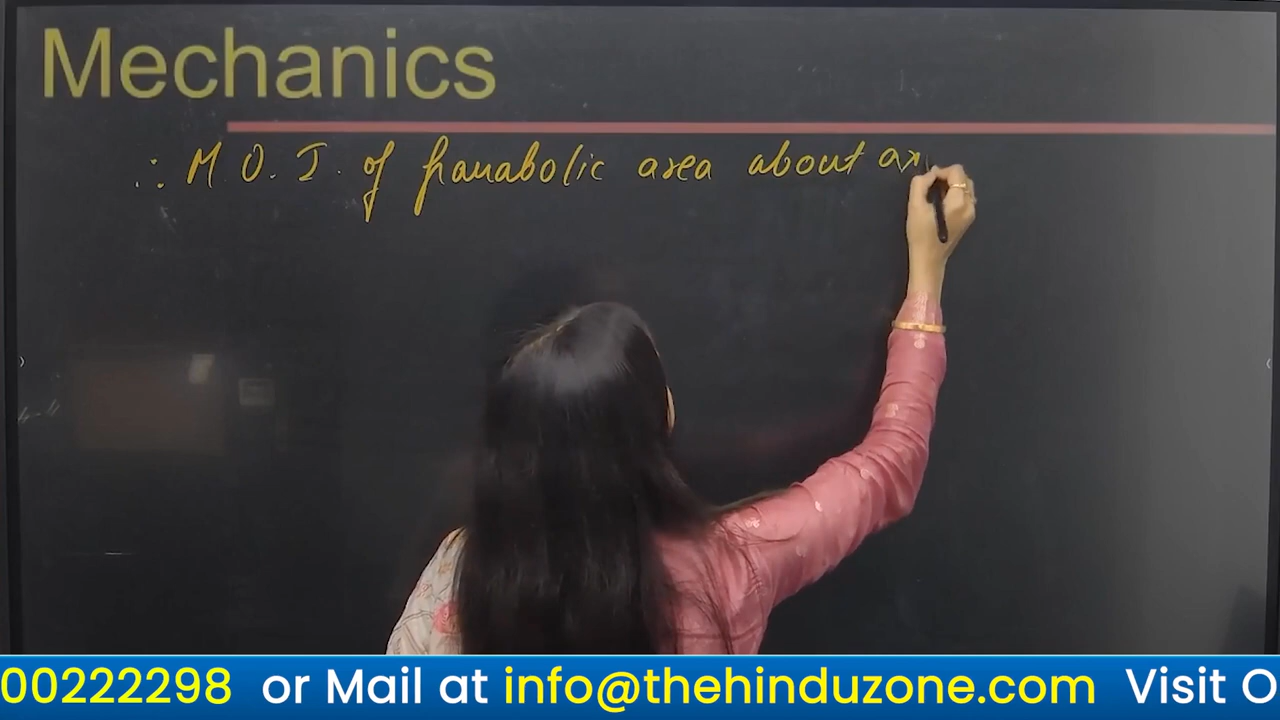 Mechanics
∴ M.O.I. of parabolic area about ax
00222298 or Mail at info@thehinduzone.com Visit O